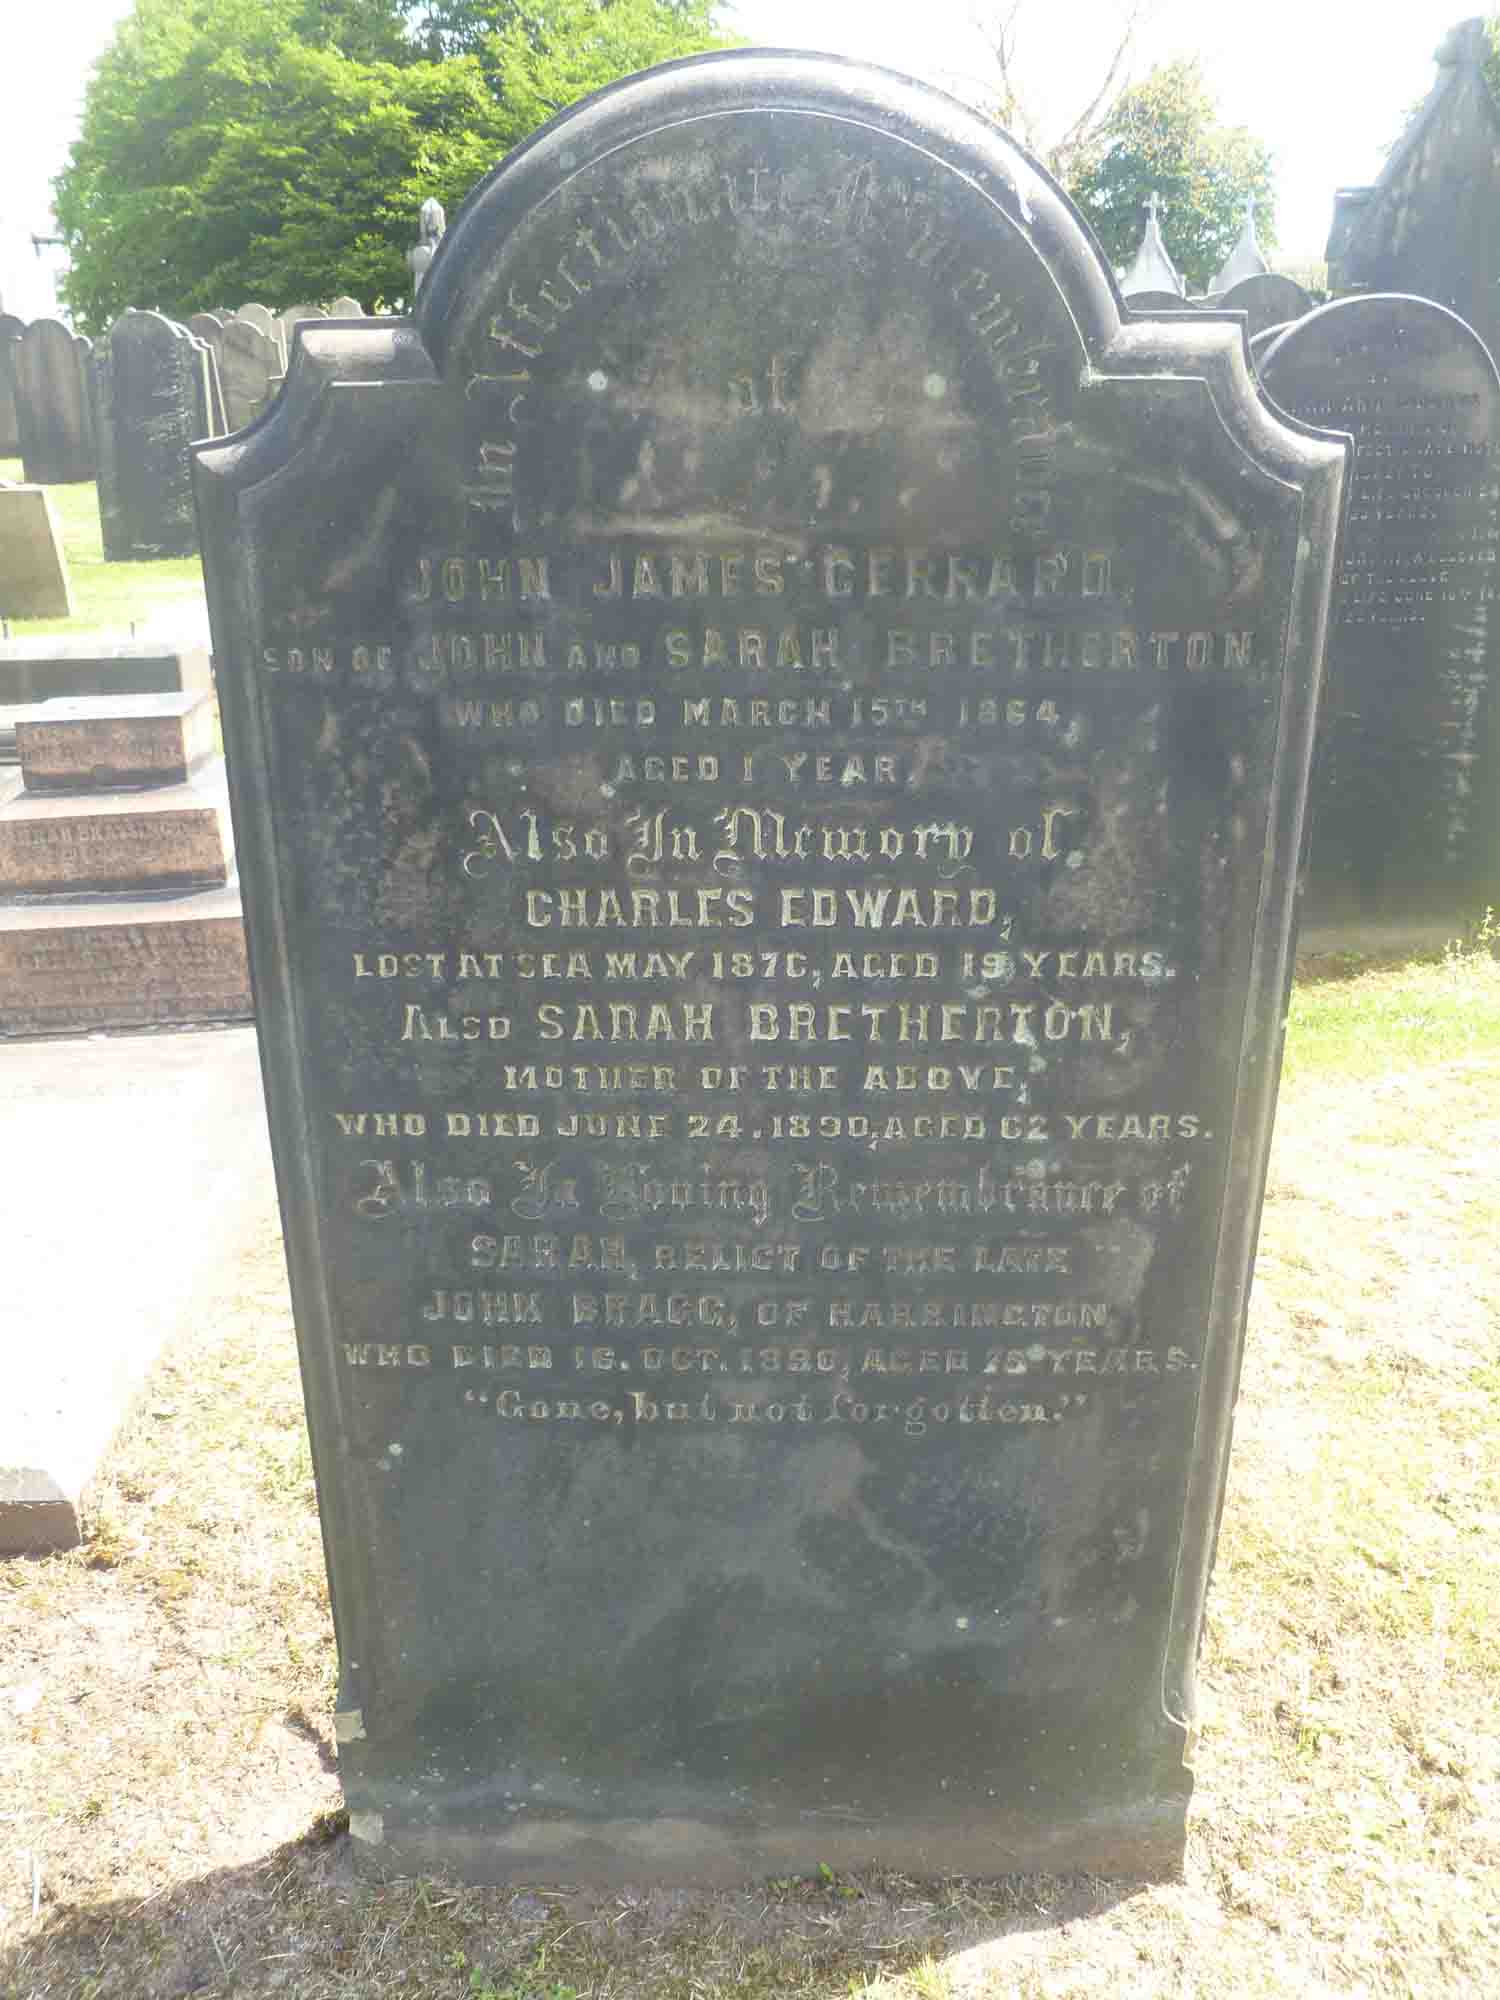 In Affectionate Remembrance
of
JOHN JAMES GERRARD,
SON OF JOHN AND SARAH BRETHERTON,
WHO DIED MARCH 15TH 1864,
AGED 1 YEAR.
Also In Memory of
CHARLES EDWARD,
LOST AT SEA MAY 1876, AGED 19 YEARS.
ALSO SARAH BRETHERTON,
MOTHER OF THE ABOVE,
WHO DIED JUNE 24. 1890, AGED 62 YEARS.
Also In Loving Remembrance of
SARAH, RELICT OF THE LATE
JOHN BRAGG, OF HARRINGTON,
WHO DIED 16. OCT. 1890, AGED 75 YEARS.
"Gone, but not forgotten."